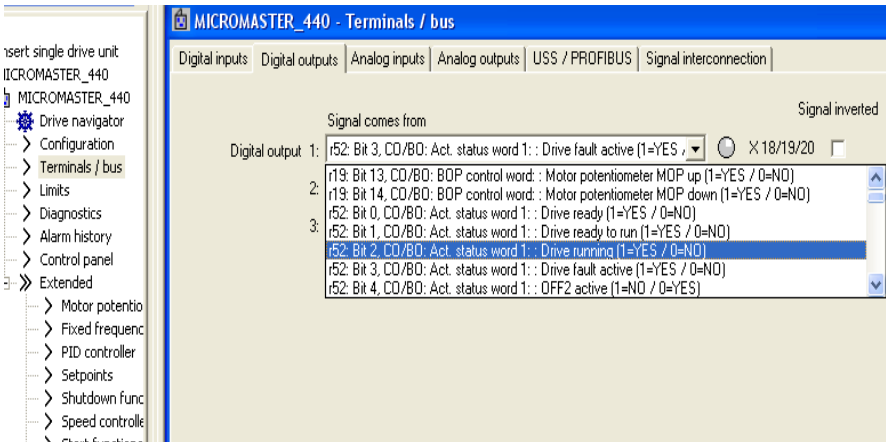 MICROMASTER_440 - Terminals / bus
nsert single drive unit
MICROMASTER_440
MICROMASTER_440
Drive navigator
Configuration
Terminals / bus
Limits
Diagnostics
Alarm history
Control panel
Extended
Motor potentio
Fixed frequenc
PID controller
Setpoints
Shutdown func
Speed controlle
Start functions
Digital inputs Digital outputs Analog inputs Analog outputs USS / PROFIBUS Signal interconnection
Signal comes from
Signal inverted
Digital output 1: r52: Bit 3, CO/BO: Act. status word 1: : Drive fault active (1=YES / X 18/19/20
2:
3:
r19: Bit 13, CO/BO: BOP control word: : Motor potentiometer MOP up (1=YES / 0=NO)
r19: Bit 14, CO/BO: BOP control word: : Motor potentiometer MOP down (1=YES / 0=NO)
r52: Bit 0, CO/BO: Act. status word 1: : Drive ready (1=YES / 0=NO)
r52: Bit 1, CO/BO: Act. status word 1: : Drive ready to run (1=YES / 0=NO)
r52: Bit 2, CO/BO: Act. status word 1: : Drive running (1=YES / 0=NO)
r52: Bit 3, CO/BO: Act. status word 1: : Drive fault active (1=YES / 0=NO)
r52: Bit 4, CO/BO: Act. status word 1: : OFF2 active (1=NO / 0=YES)